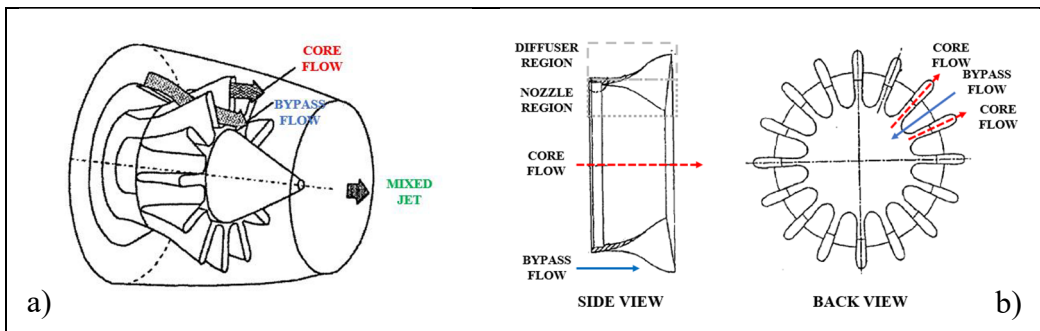 CORE
FLOW
BYPASS
FLOW
MIXED
JET
a)
DIFFUSER
REGION
NOZZLE
REGION
CORE
FLOW
BYPASS
FLOW
SIDE VIEW
CORE
FLOW
BYPASS
FLOW
CORE
FLOW
BACK VIEW
b)